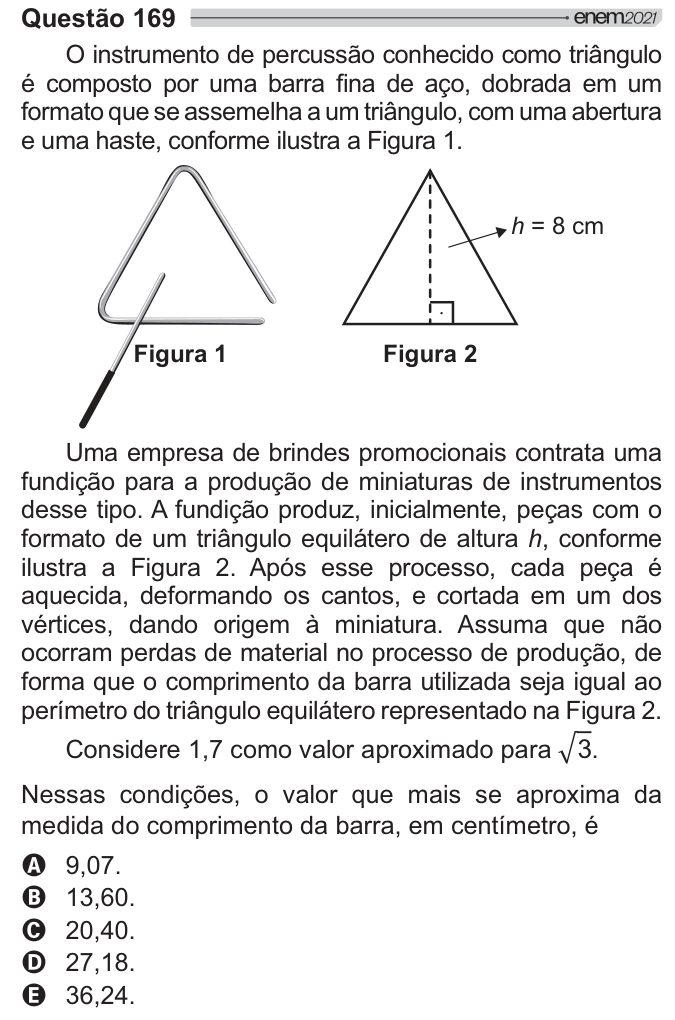 Questão 169
enem2021
O instrumento de percussão conhecido como triângulo
é composto por uma barra fina de aço, dobrada em um
formato que se assemelha a um triângulo, com uma abertura
e uma haste, conforme ilustra a Figura 1.
h = 8 cm
Figura 1
Figura 2
Uma empresa de brindes promocionais contrata uma
fundição para a produção de miniaturas de instrumentos
desse tipo. A fundição produz, inicialmente, peças com o
formato de um triângulo equilátero de altura h, conforme
ilustra a Figura 2. Após esse processo, cada peça é
aquecida, deformando os cantos, e cortada em um dos
vértices, dando origem à miniatura. Assuma que não
ocorram perdas de material no processo de produção, de
forma que o comprimento da barra utilizada seja igual ao
perímetro do triângulo equilátero representado na Figura 2.
Considere 1,7 como valor aproximado para √3.
Nessas condições, o valor que mais se aproxima da
medida do comprimento da barra, em centímetro, é
A 9,07.
B 13,60.
C 20,40.
D 27,18.
E 36,24.